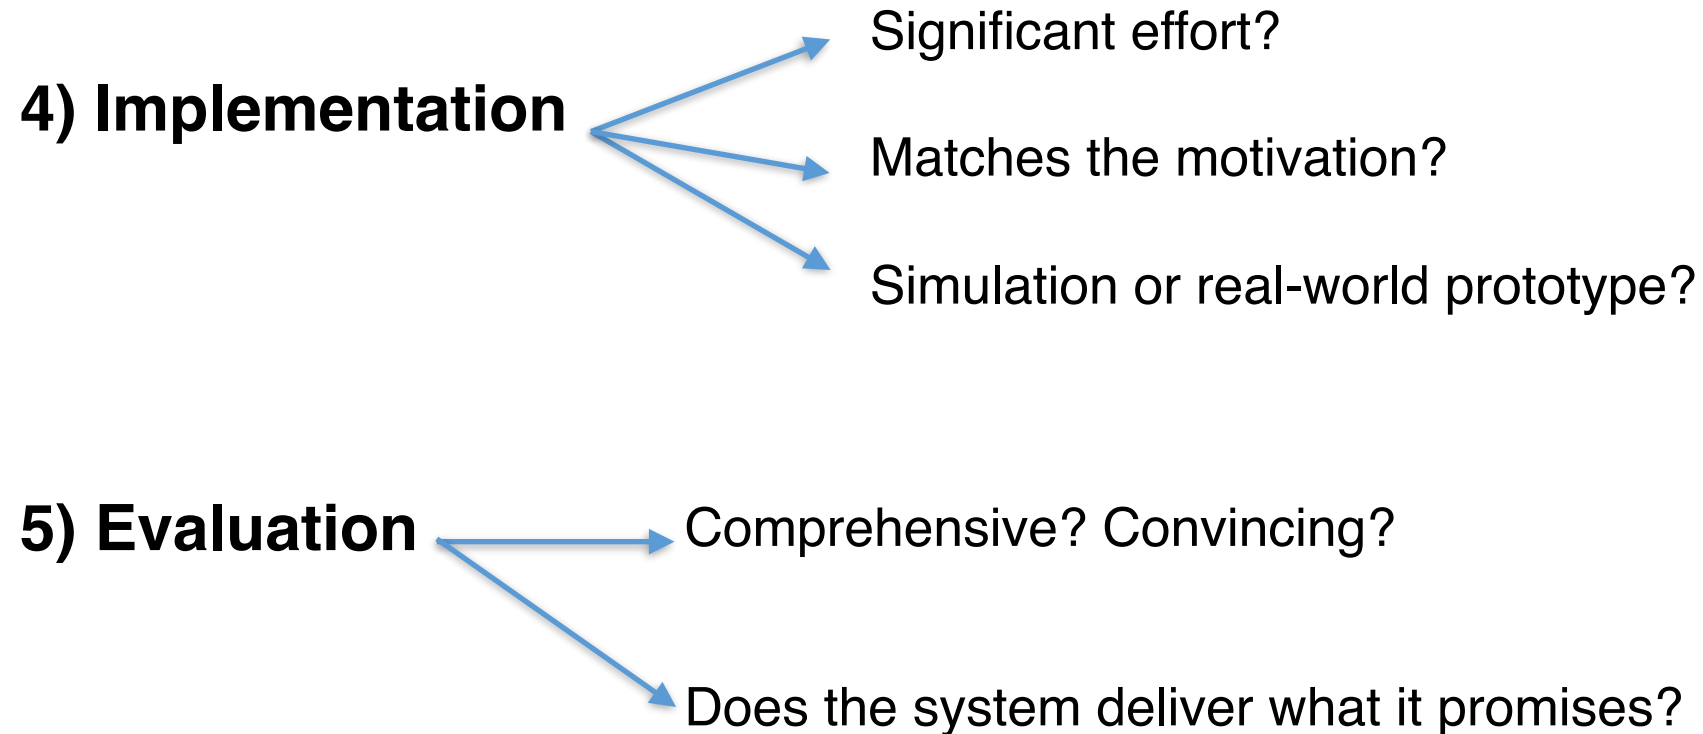 Significant effort?
4) Implementation
Matches the motivation?
Simulation or real-world prototype?
5) Evaluation
Comprehensive? Convincing?
Does the system deliver what it promises?